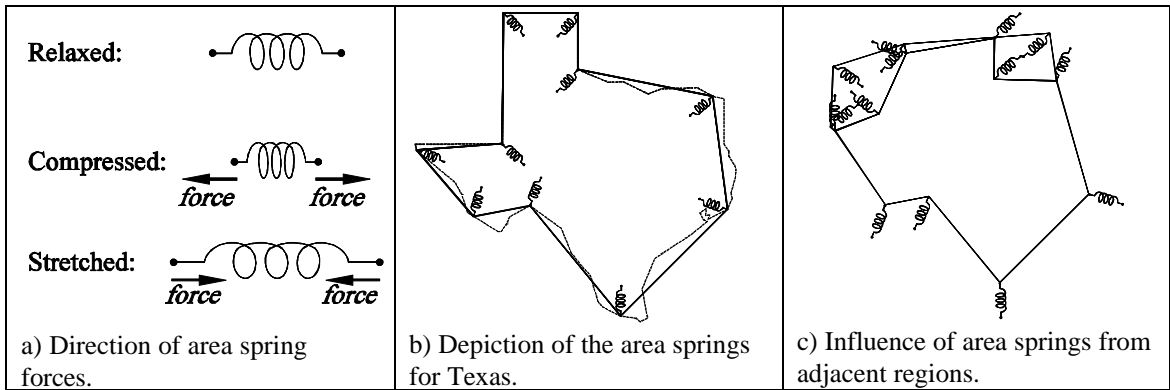 Relaxed:
Compressed:
force force
Stretched:
force force
a) Direction of area spring
forces.
b) Depiction of the area springs
for Texas.
c) Influence of area springs from
adjacent regions.